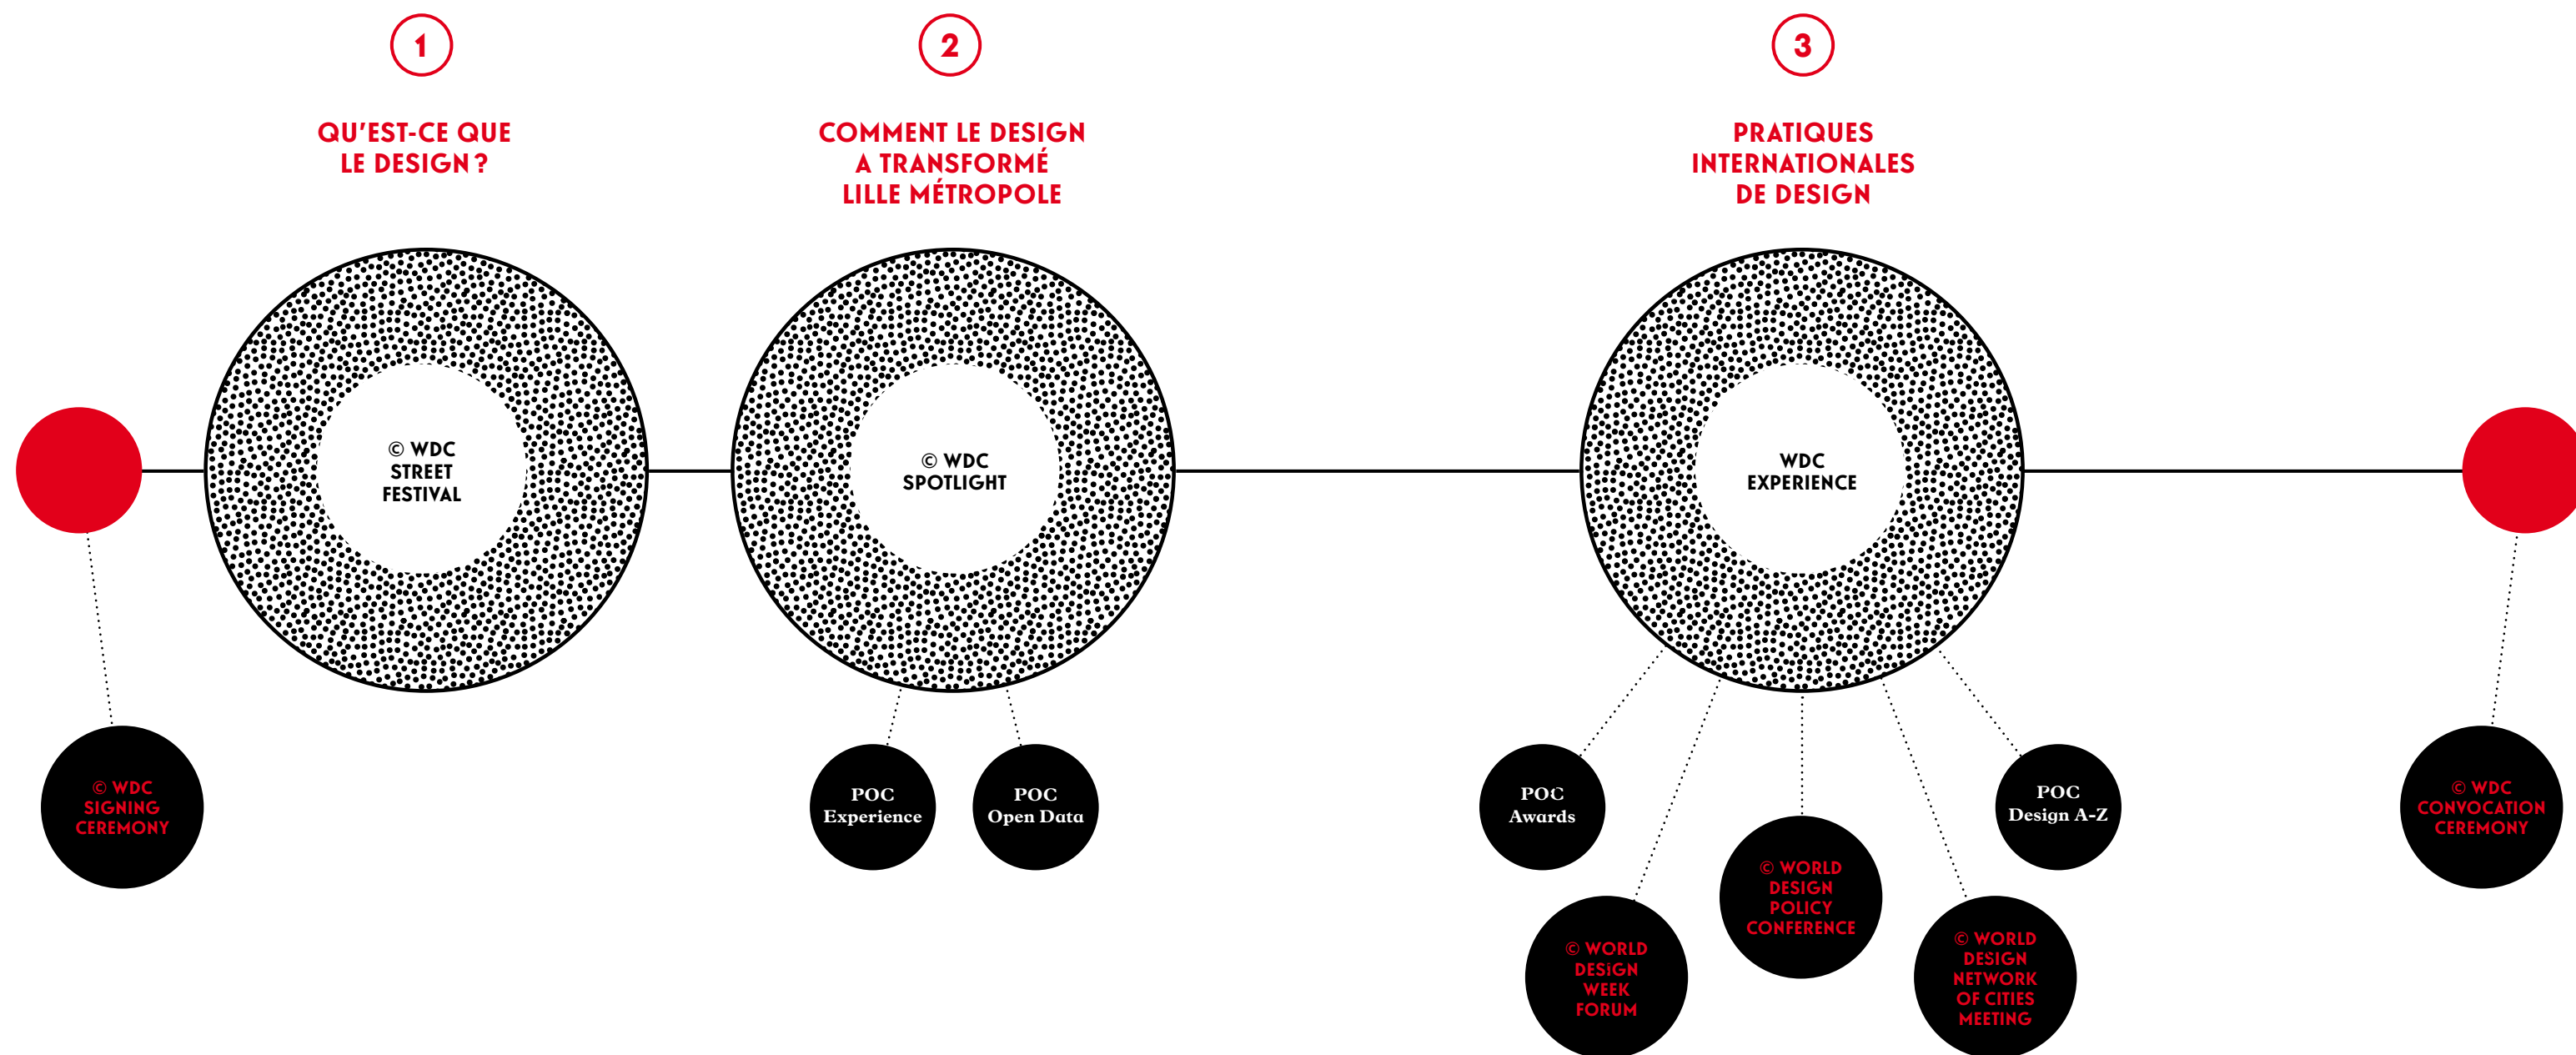 1
QU'EST-CE QUE
LE DESIGN ?
2
COMMENT LE DESIGN
A TRANSFORMÉ
LILLE MÉTROPOLE
3
PRATIQUES
INTERNATIONALES
DE DESIGN
© WDC
STREET
FESTIVAL
© WDC
SPOTLIGHT
WDC
EXPERIENCE
© WDC
SIGNING
CEREMONY
POC
Experience
POC
Open Data
POC
Awards
© WORLD
DESIGN
WEEK
FORUM
© WORLD
DESIGN
POLICY
CONFERENCE
© WORLD
DESIGN
NETWORK
OF CITIES
MEETING
POC
Design A-Z
© WDC
CONVOCATION
CEREMONY